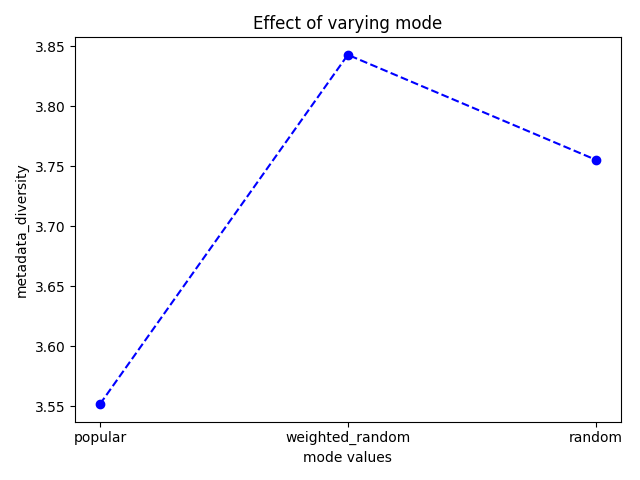 Effect of varying mode
3.85
3.80
3.75
3.70
3.65
3.60
3.55
metadata_diversity
popular
weighted_random
random
mode values